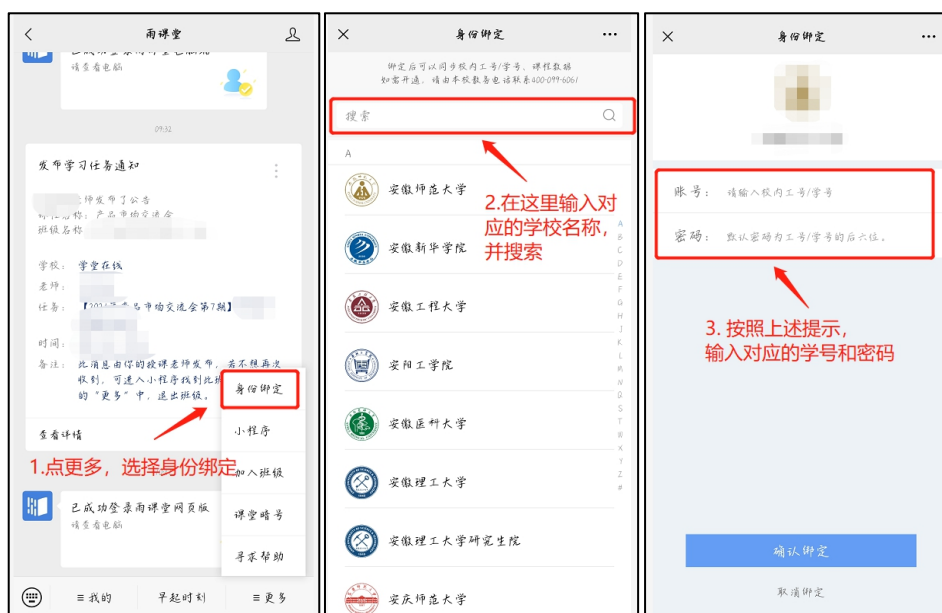 雨课堂
请查看电脑
09:32
发布学习任务通知
师发布了公告
产品市场交流会
班级名称
学校：学堂在线
老师：
任务：
时间：
备注：此消息由你的授课老师发布，若不想再次
收到，可进入小程序找到此班
的“更多”中，退出班级。
查看详情
身份绑定
小程序
加入班级
课堂暗号
寻求帮助
1.点更多，选择身份绑定
已成功登录雨课堂网页版
请查看电脑
我的
早起时刻
更多
身份绑定
绑定后可以同步校内工号/学号、课程数据
如需开通，请由本校教务电话联系400-099-6061
搜索
A
安徽师范大学
安徽新华学院
安徽工程大学
安阳工学院
安徽医科大学
安徽理工大学
安徽理工大学研究生院
安庆师范大学
2.在这里输入对
应的学校名称，
并搜索
A
B
C
D
E
F
G
H
J
K
L
M
N
Q
S
T
W
X
Y
Z
#
身份绑定
账号：请输入校内工号/学号
密码：默认密码为工号/学号的后六位。
3. 按照上述提示，
输入对应的学号和密码
确认绑定
取消绑定